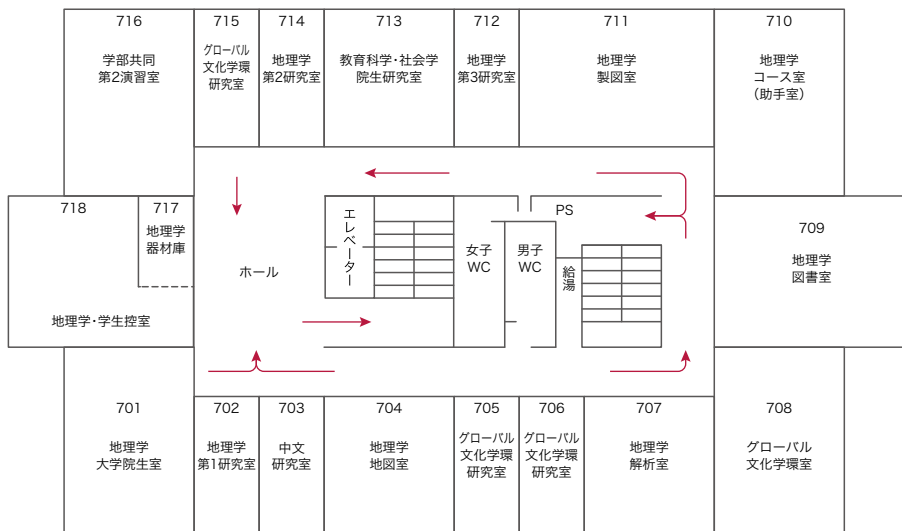 716
学部共同
第2演習室
715
グローバル
文化学環
研究室
714
地理学
第2研究室
713
教育科学・社会学
院生研究室
712
地理学
第3研究室
711
地理学
製図室
710
地理学
コース室
(助手室)
718
地理学・学生控室
717
地理学
器材庫
ホール
エレベーター
女子
WC
男子
WC
PS
給湯
709
地理学
図書室
701
地理学
大学院生室
702
地理学
第1研究室
703
中文
研究室
704
地理学
地図室
705
グローバル
文化学環
研究室
706
グローバル
文化学環
研究室
707
地理学
解析室
708
グローバル
文化学環室